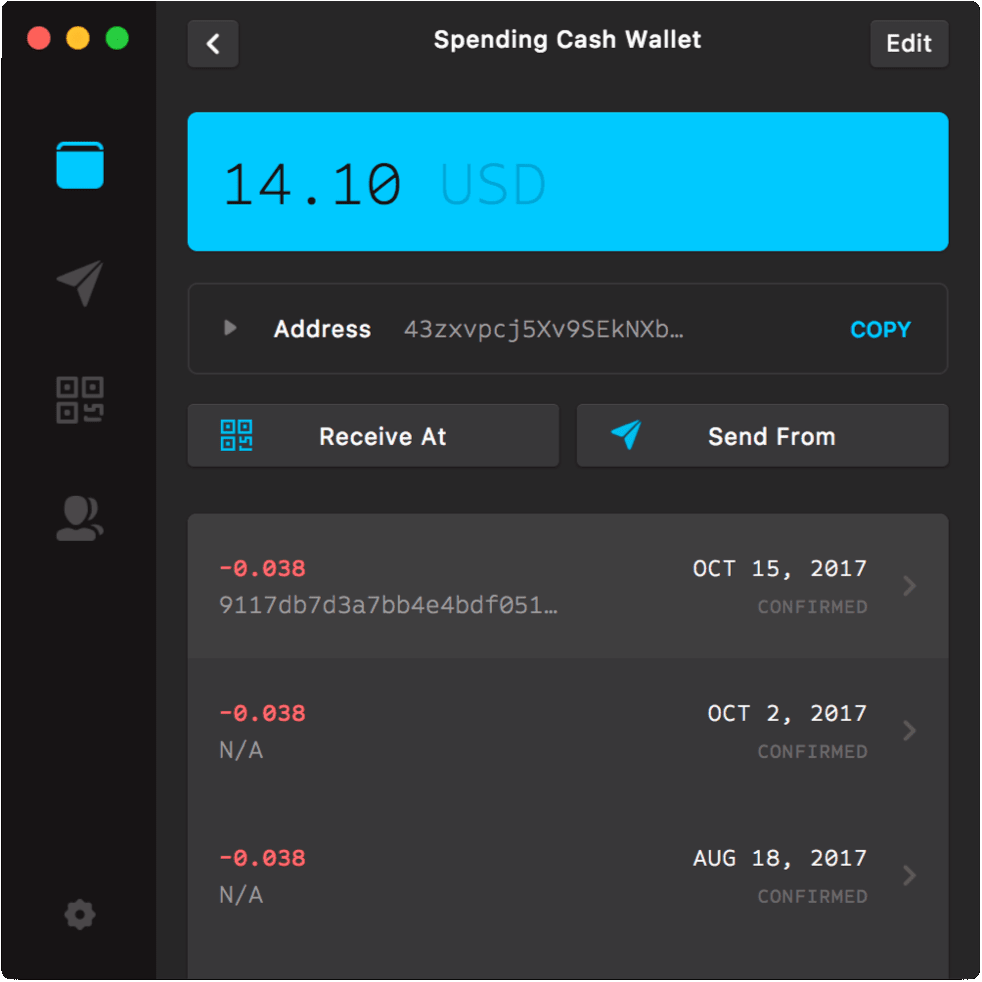 Spending Cash Wallet
Edit
14.10 USD
Address 43zxvpcj5Xv9SEkNXb… COPY
Receive At
Send From
-0.038 OCT 15, 2017
9117db7d3a7bb4e4bdf051… CONFIRMED
-0.038 OCT 2, 2017
N/A CONFIRMED
-0.038 AUG 18, 2017
N/A CONFIRMED